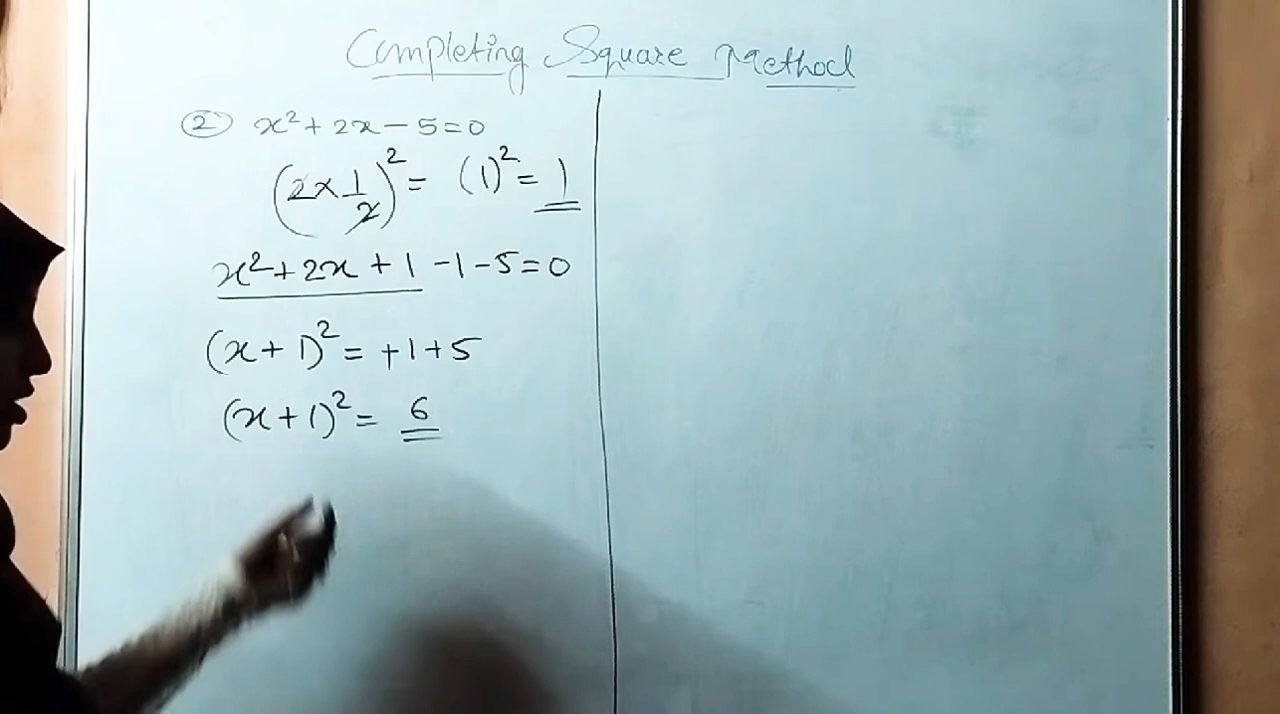 Completing Square Method
② x² + 2x - 5 = 0
(2 × 1/2)² = (1)² = 1
x² + 2x + 1 - 1 - 5 = 0
(x + 1)² = +1 + 5
(x + 1)² = 6